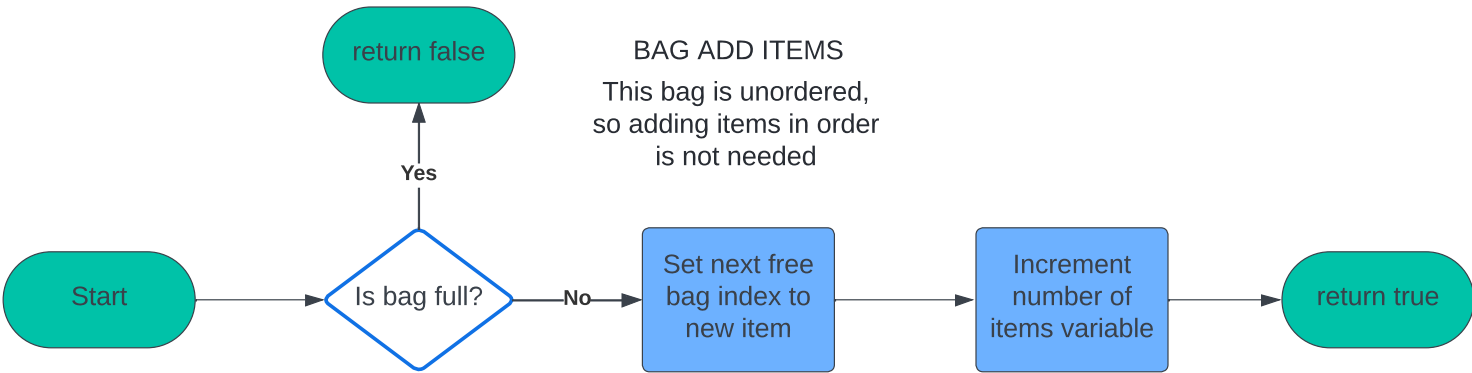 return false
BAG ADD ITEMS
This bag is unordered,
so adding items in order
is not needed
Yes
Start
Is bag full?
No
Set next free
bag index to
new item
Increment
number of
items variable
return true